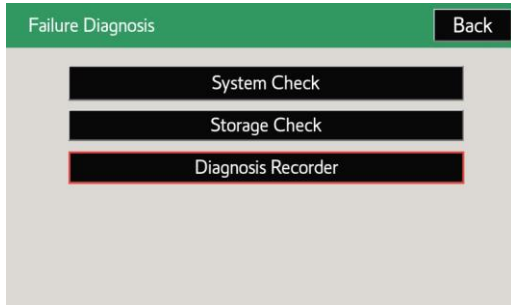 Failure Diagnosis
Back
System Check
Storage Check
Diagnosis Recorder